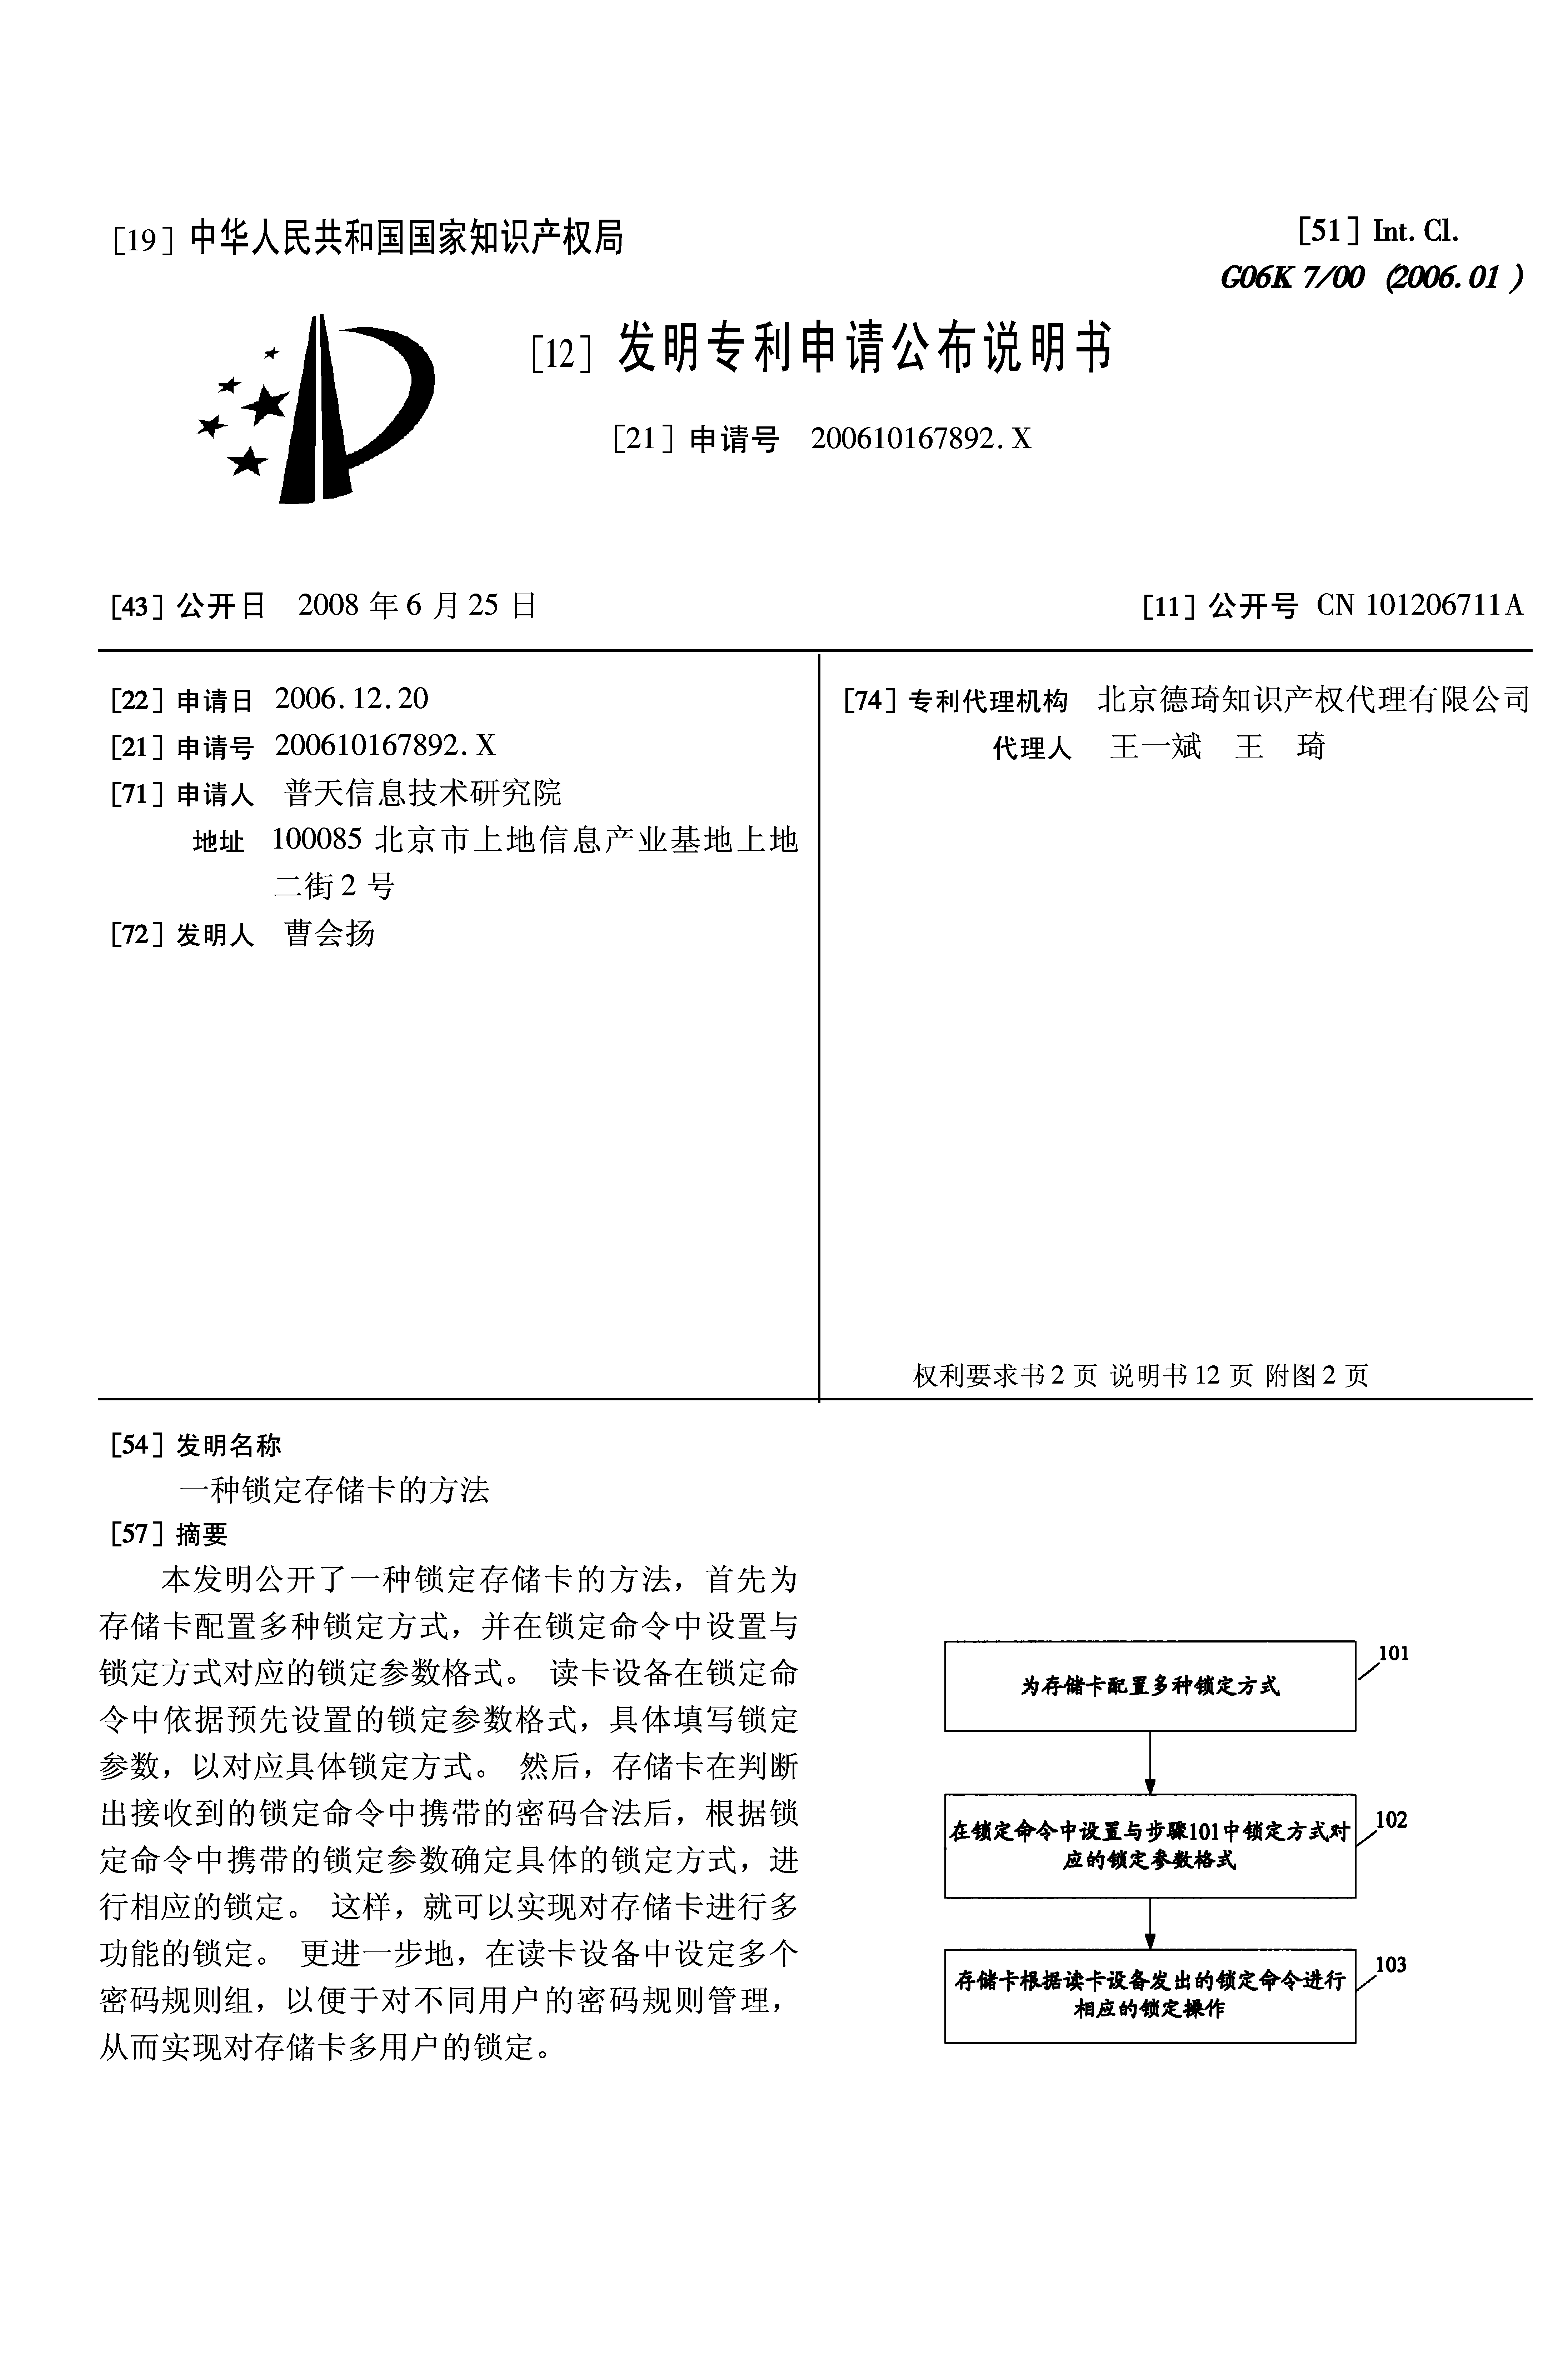 [19] 中华人民共和国国家知识产权局
[51] Int. Cl.
G06K 7/00 (2006.01)
[12] 发明专利申请公布说明书
[21] 申请号 200610167892.X
[43] 公开日 2008 年 6 月 25 日
[11] 公开号 CN 101206711A
[22] 申请日 2006.12.20
[21] 申请号 200610167892.X
[71] 申请人 普天信息技术研究院
地址 100085 北京市上地信息产业基地上地
二街 2 号
[72] 发明人 曹会扬
[74] 专利代理机构 北京德琦知识产权代理有限公司
代理人 王一斌 王 琦
权利要求书 2 页 说明书 12 页 附图 2 页
[54] 发明名称
一种锁定存储卡的方法
[57] 摘要
本发明公开了一种锁定存储卡的方法，首先为
存储卡配置多种锁定方式，并在锁定命令中设置与
锁定方式对应的锁定参数格式。 读卡设备在锁定命
令中依据预先设置的锁定参数格式，具体填写锁定
参数，以对应具体锁定方式。 然后，存储卡在判断
出接收到的锁定命令中携带的密码合法后，根据锁
定命令中携带的锁定参数确定具体的锁定方式，进
行相应的锁定。 这样，就可以实现对存储卡进行多
功能的锁定。 更进一步地，在读卡设备中设定多个
密码规则组，以便于对不同用户的密码规则管理，
从而实现对存储卡多用户的锁定。
为存储卡配置多种锁定方式
101
在锁定命令中设置与步骤101中锁定方式对
应的锁定参数格式
102
存储卡根据读卡设备发出的锁定命令进行
相应的锁定操作
103